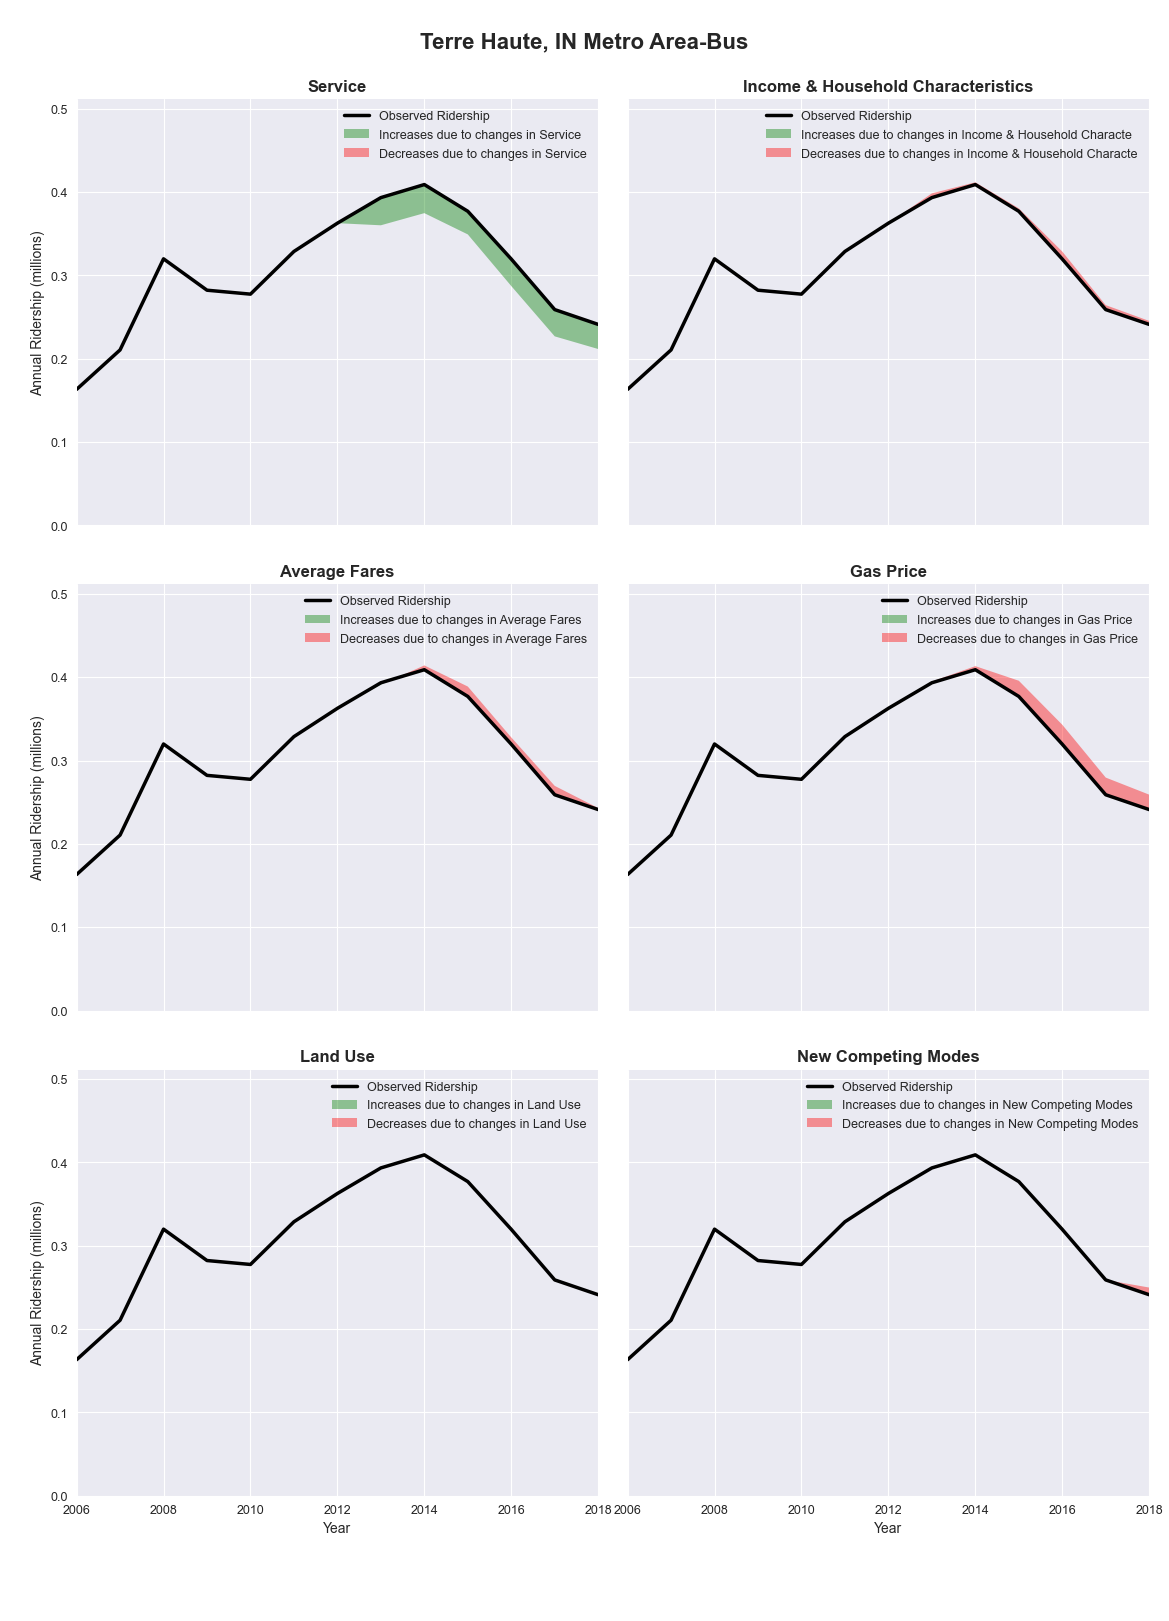 Terre Haute, IN Metro Area-Bus
Service
Observed Ridership
Increases due to changes in Service
Decreases due to changes in Service
Annual Ridership (millions)
0.5
0.4
0.3
0.2
0.1
0.0
Income & Household Characteristics
Observed Ridership
Increases due to changes in Income & Household Characte
Decreases due to changes in Income & Household Characte
Average Fares
Observed Ridership
Increases due to changes in Average Fares
Decreases due to changes in Average Fares
Annual Ridership (millions)
0.5
0.4
0.3
0.2
0.1
0.0
Gas Price
Observed Ridership
Increases due to changes in Gas Price
Decreases due to changes in Gas Price
Land Use
Observed Ridership
Increases due to changes in Land Use
Decreases due to changes in Land Use
Annual Ridership (millions)
0.5
0.4
0.3
0.2
0.1
0.0
2006 2008 2010 2012 2014 2016 2018
Year
New Competing Modes
Observed Ridership
Increases due to changes in New Competing Modes
Decreases due to changes in New Competing Modes
2006 2008 2010 2012 2014 2016 2018
Year